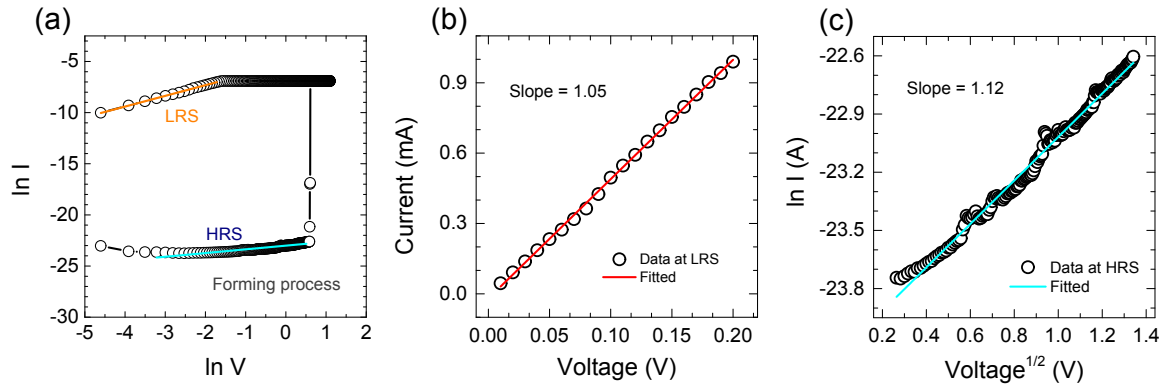 (a)
-5
-10
-15
-20
-25
-30
ln I
-5
-4
-3
-2
-1
0
1
2
ln V
LRS
HRS
Forming process
(b)
0.9
0.6
0.3
0.0
Current (mA)
0.00
0.05
0.10
0.15
0.20
Voltage (V)
Slope = 1.05
Data at LRS
Fitted
(c)
-22.6
-22.9
-23.2
-23.5
-23.8
ln I (A)
0.2
0.4
0.6
0.8
1.0
1.2
1.4
Voltage^1/2 (V)
Slope = 1.12
Data at HRS
Fitted